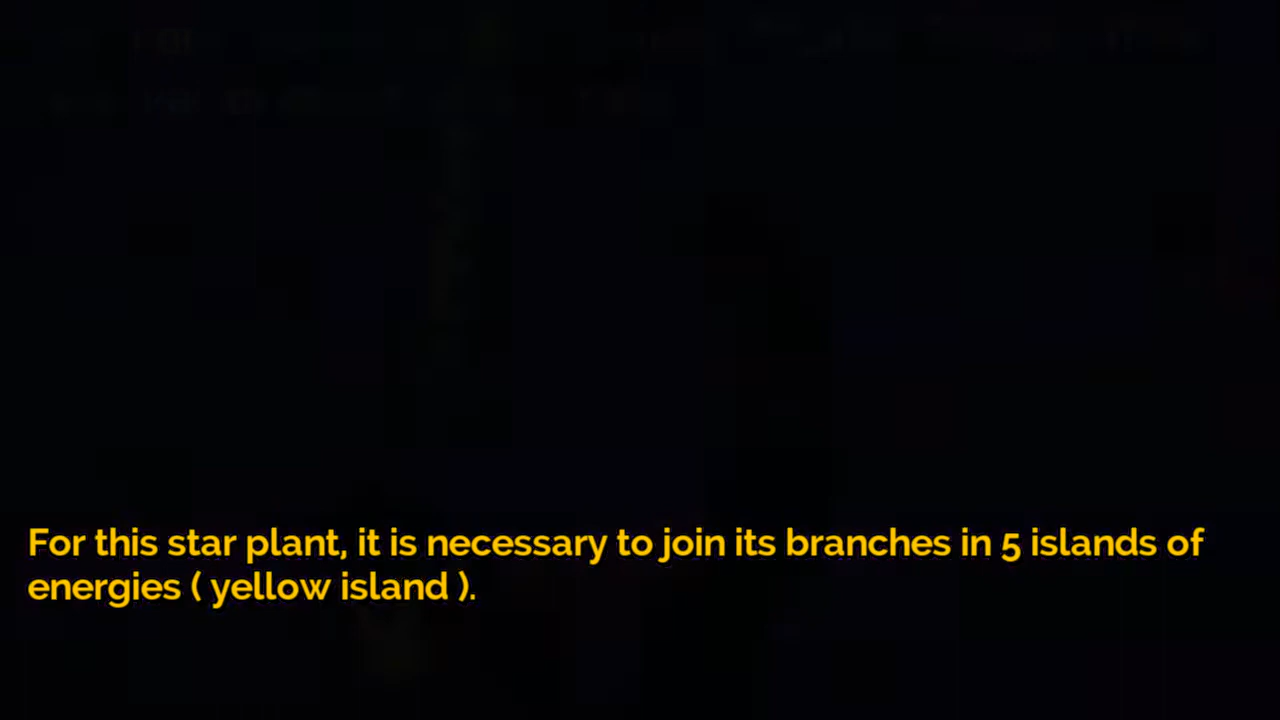 For this star plant, it is necessary to join its branches in 5 islands of
energies ( yellow island ).